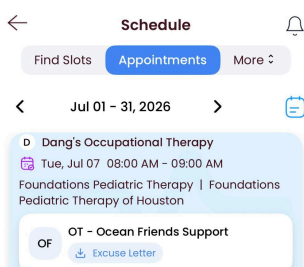 Schedule
Find Slots Appointments More
Jul 01 - 31, 2026
D Dang's Occupational Therapy
Tue, Jul 07 08:00 AM - 09:00 AM
Foundations Pediatric Therapy | Foundations
Pediatric Therapy of Houston
OT - Ocean Friends Support
OF
Excuse Letter